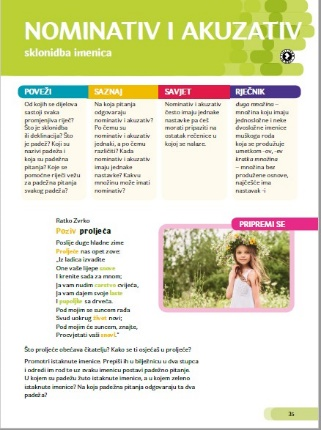 NOMINATIV I AKUZATIV
sklonidba imenica
POVEŽI
Od kojih se dijelova
sastoji svaka
promjenjiva riječ?
Što je sklonidba
ili deklinacija? Što
je padež? Koji su
nazivi padeža i
koja su padežna
pitanja? Koje se
pomoćne riječi vežu
za padežna pitanja
svakog padeža?
SAZNAJ
Na koja pitanja
odgovaraju
nominativ i akuzativ?
Po čemu su
nominativ i akuzativ
jednaki, a po čemu
različiti? Kada
nominativ i akuzativ
imaju jednake
nastavke? Kakvu
množinu može imati
nominativ?
SAVJET
Nominativ i akuzativ
često imaju jednake
nastavke pa ćeš
morati pripaziti na
ostatak rečenice u
kojoj se nalaze.
RJEČNIK
duga množina –
množina koju imaju
jednosložne i neke
dvosložne imenice
muškoga roda
koja se produžuje
umetkom -ov, -ev
kratka množina
– množina bez
produžene osnove,
najčešće ima
nastavak -i
PRIPREMI SE
Ratko Zvrko
Poziv proljeća
Poslije duge hladne zime
Proljeće nas opet zove:
„Iz ladica izvadite
One vaše lijepe snove
I krenite sada za mnom;
Ja vam nudim carstvo cvijeća,
Ja vam dajem svoje boje
I pupoljke sa drveća.
Pod mojim se suncem rađa
Svud uokrug život novi;
Pod mojim će suncem, znajte,
Procvjetati vaši snovi.“
Što proljeće obećava čitatelju? Kako se ti osjećaš u proljeće?
Promotri istaknute imenice. Prepiši ih u bilježnicu u dva stupca
i odredi im rod te uz svaku imenicu postavi padežno pitanje.
U kojem su padežu žuto istaknute imenice, a u kojem zeleno
istaknute imenice? Na koja padežna pitanja odgovaraju ta dva
padeža?
35